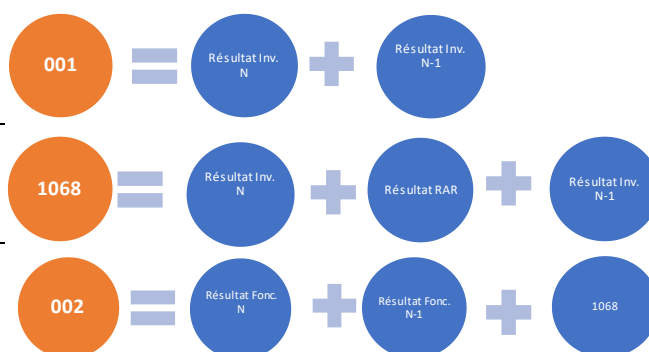 001
Résultat Inv.
N
Résultat Inv.
N-1
1068
Résultat Inv.
N
Résultat RAR
Résultat Inv.
N-1
002
Résultat Fonc.
N
Résultat Fonc.
N-1
1068